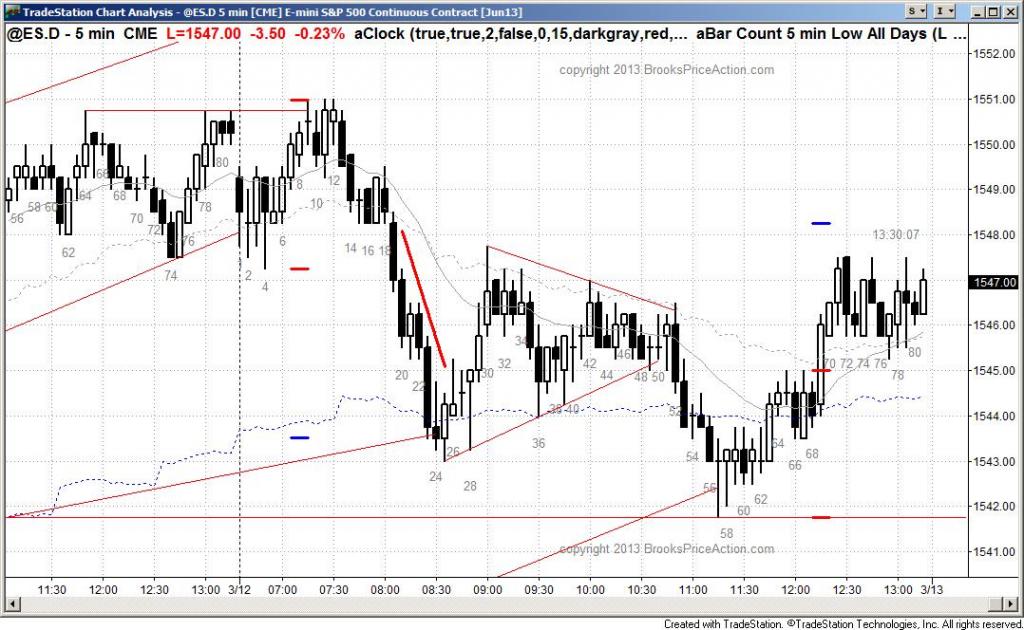 TradeStation Chart Analysis - @ES.D 5 min [CME] E-mini S&P 500 Continuous Contract [Jun13]
S I
@ES.D - 5 min CME L=1547.00 -3.50 -0.23% aClock (true,true,2,false,0,15,darkgray,red,... aBar Count 5 min Low All Days (L ...
copyright 2013 BrooksPriceAction.com
1552.00
1551.00
1550.00
1549.00
1548.00
1547.00
1546.00
1545.00
1544.00
1543.00
1542.00
1541.00
13:30:07
56 58 60 62 64 66 68 70 72 74 76 78 80
2 4 6 8 10 12 14 16 18 20 22 24 26 28 30 32 34 36 38 40 42 44 46 48 50 52 54 56 58 60 62 64 66 68 70 72 74 76 78 80
copyright 2013 BrooksPriceAction.com
11:30 12:00 12:30 13:00 3/12 07:00 07:30 08:00 08:30 09:00 09:30 10:00 10:30 11:00 11:30 12:00 12:30 13:00 3/13
Created with TradeStation. ©TradeStation Technologies, Inc. All rights reserved.